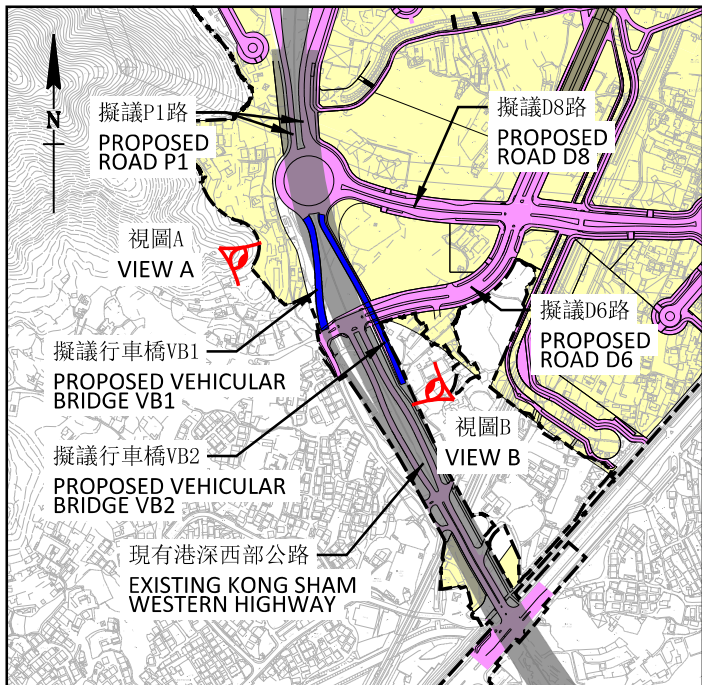 N
擬議P1路
PROPOSED
ROAD P1
擬議D8路
PROPOSED
ROAD D8
視圖A
VIEW A
擬議D6路
PROPOSED
ROAD D6
擬議行車橋VB1
PROPOSED VEHICULAR
BRIDGE VB1
視圖B
VIEW B
擬議行車橋VB2
PROPOSED VEHICULAR
BRIDGE VB2
現有港深西部公路
EXISTING KONG SHAM
WESTERN HIGHWAY